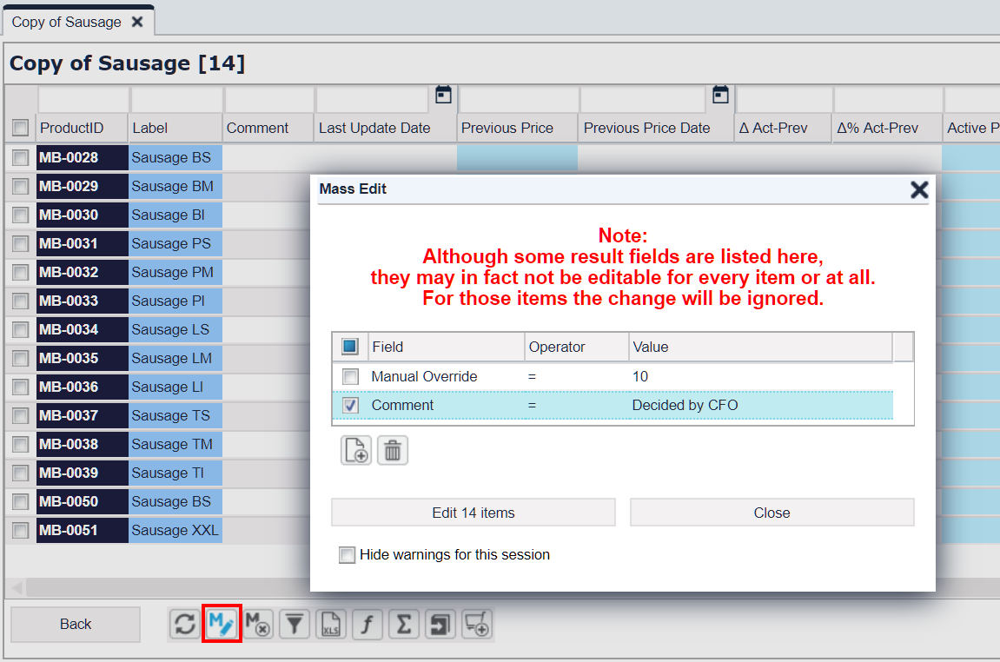 Copy of Sausage
Copy of Sausage [14]
ProductID Label Comment Last Update Date Previous Price Previous Price Date Δ Act-Prev Δ% Act-Prev Active P
MB-0028 Sausage BS
MB-0029 Sausage BM
MB-0030 Sausage BI
MB-0031 Sausage PS
MB-0032 Sausage PM
MB-0033 Sausage PI
MB-0034 Sausage LS
MB-0035 Sausage LM
MB-0036 Sausage LI
MB-0037 Sausage TS
MB-0038 Sausage TM
MB-0039 Sausage TI
MB-0050 Sausage BS
MB-0051 Sausage XXL
Mass Edit
Note:
Although some result fields are listed here,
they may in fact not be editable for every item or at all.
For those items the change will be ignored.
Field Operator Value
Manual Override = 10
Comment = Decided by CFO
Edit 14 items Close
Hide warnings for this session
Back M M XLS f Σ